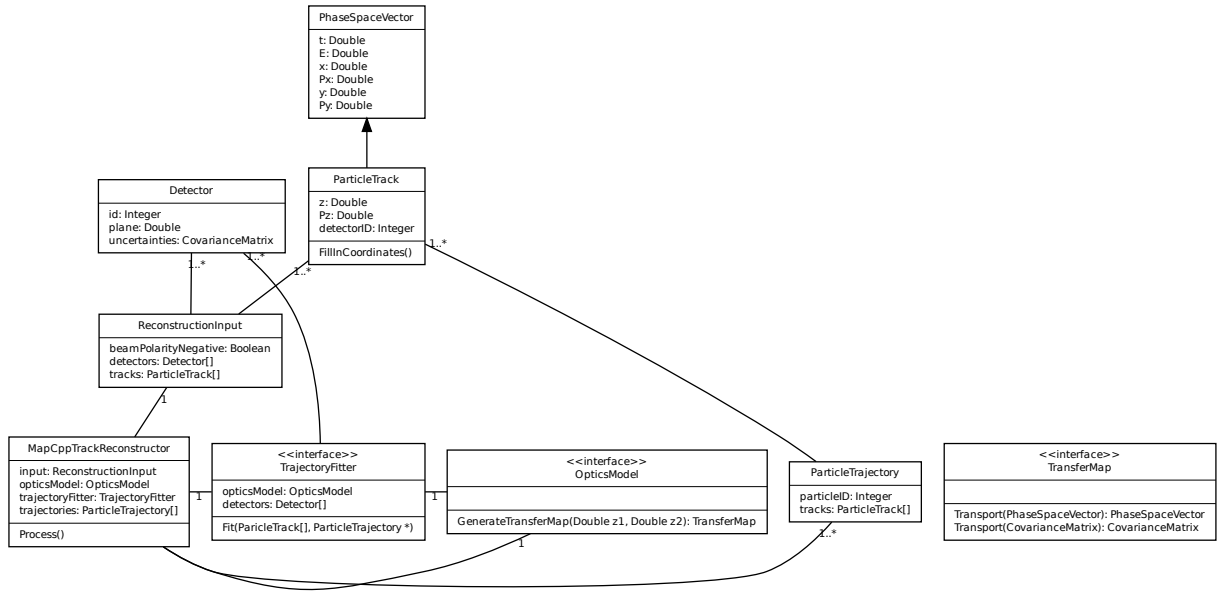 PhaseSpaceVector
t: Double
E: Double
x: Double
Px: Double
y: Double
Py: Double
Detector
id: Integer
plane: Double
uncertainties: CovarianceMatrix
1..*
1..*
ParticleTrack
z: Double
Pz: Double
detectorID: Integer
FillInCoordinates()
1..*
1..*
ReconstructionInput
beamPolarityNegative: Boolean
detectors: Detector[]
tracks: ParticleTrack[]
1
MapCppTrackReconstructor
input: ReconstructionInput
opticsModel: OpticsModel
trajectoryFitter: TrajectoryFitter
trajectories: ParticleTrajectory[]
Process()
1
<<interface>>
TrajectoryFitter
opticsModel: OpticsModel
detectors: Detector[]
Fit(ParicleTrack[], ParticleTrajectory *)
1
<<interface>>
OpticsModel
GenerateTransferMap(Double z1, Double z2): TransferMap
1
ParticleTrajectory
particleID: Integer
tracks: ParticleTrack[]
1..*
<<interface>>
TransferMap
Transport(PhaseSpaceVector): PhaseSpaceVector
Transport(CovarianceMatrix): CovarianceMatrix